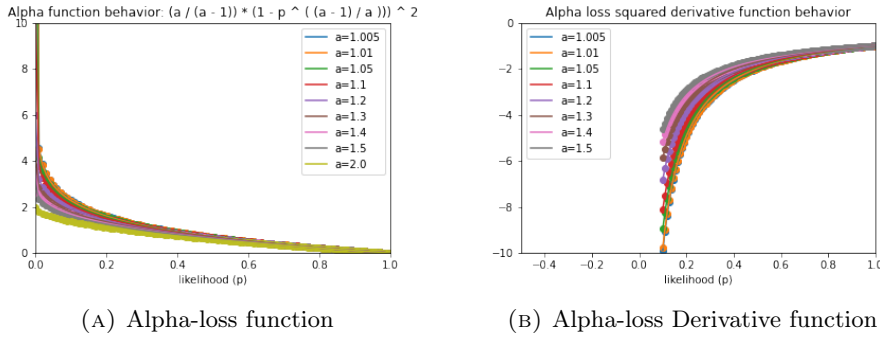 Alpha function behavior: (a / (a - 1)) * (1 - p ^ ( (a - 1) / a ))) ^ 2
10
8
6
4
2
0
0.0 0.2 0.4 0.6 0.8 1.0
likelihood (p)
a=1.005
a=1.01
a=1.05
a=1.1
a=1.2
a=1.3
a=1.4
a=1.5
a=2.0
(A) Alpha-loss function
Alpha loss squared derivative function behavior
0
−2
−4
−6
−8
−10
−0.4 −0.2 0.0 0.2 0.4 0.6 0.8 1.0
likelihood (p)
a=1.005
a=1.01
a=1.05
a=1.1
a=1.2
a=1.3
a=1.4
a=1.5
(B) Alpha-loss Derivative function